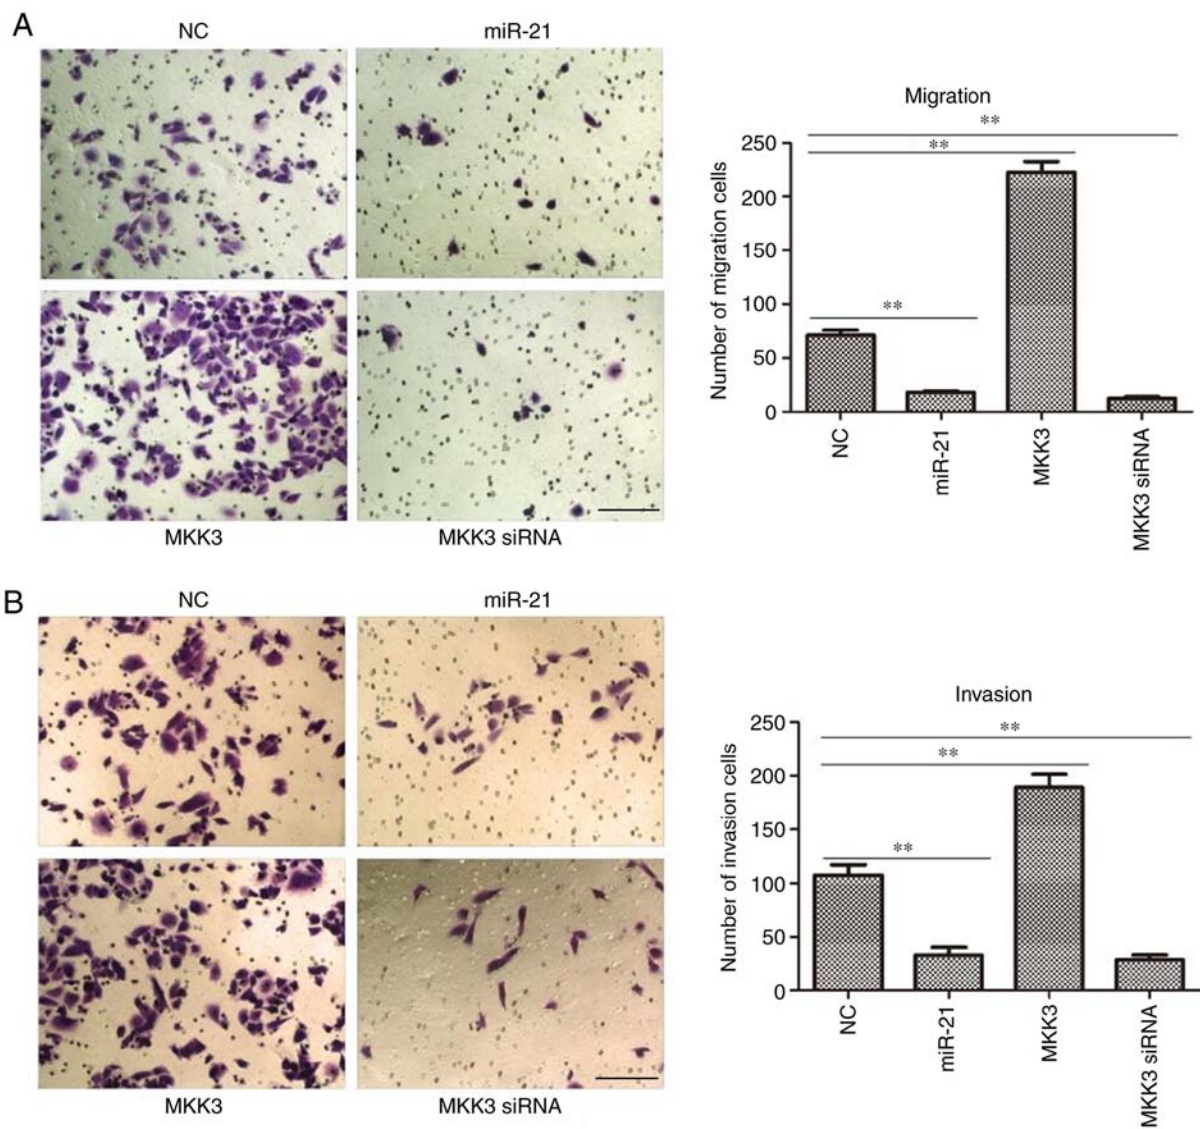 A
NC
miR-21
MKK3
MKK3 siRNA
Migration
**
**
**
Number of migration cells
250
200
150
100
50
0
NC
miR-21
MKK3
MKK3 siRNA
B
NC
miR-21
MKK3
MKK3 siRNA
Invasion
**
**
**
Number of invasion cells
250
200
150
100
50
0
NC
miR-21
MKK3
MKK3 siRNA